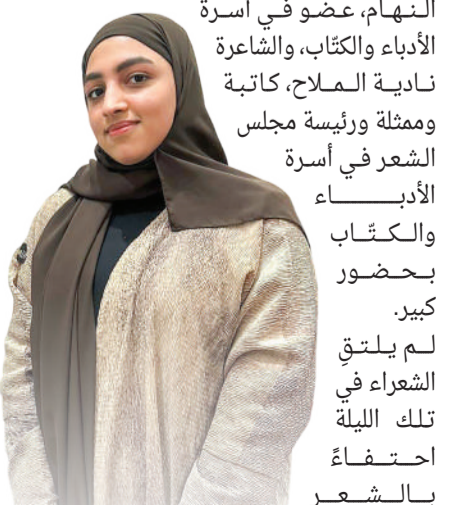 النهام، عضو في أسرة
الأدباء والكتّاب، والشاعرة
نادية الملاح، كاتبة
وممثلة ورئيسة مجلس
الشعر في أسرة
الأدباء
والكتّاب
بحضور
كبير.
لم يلتقِ
الشعراء في
تلك الليلة
احتفاءً
بالشعر